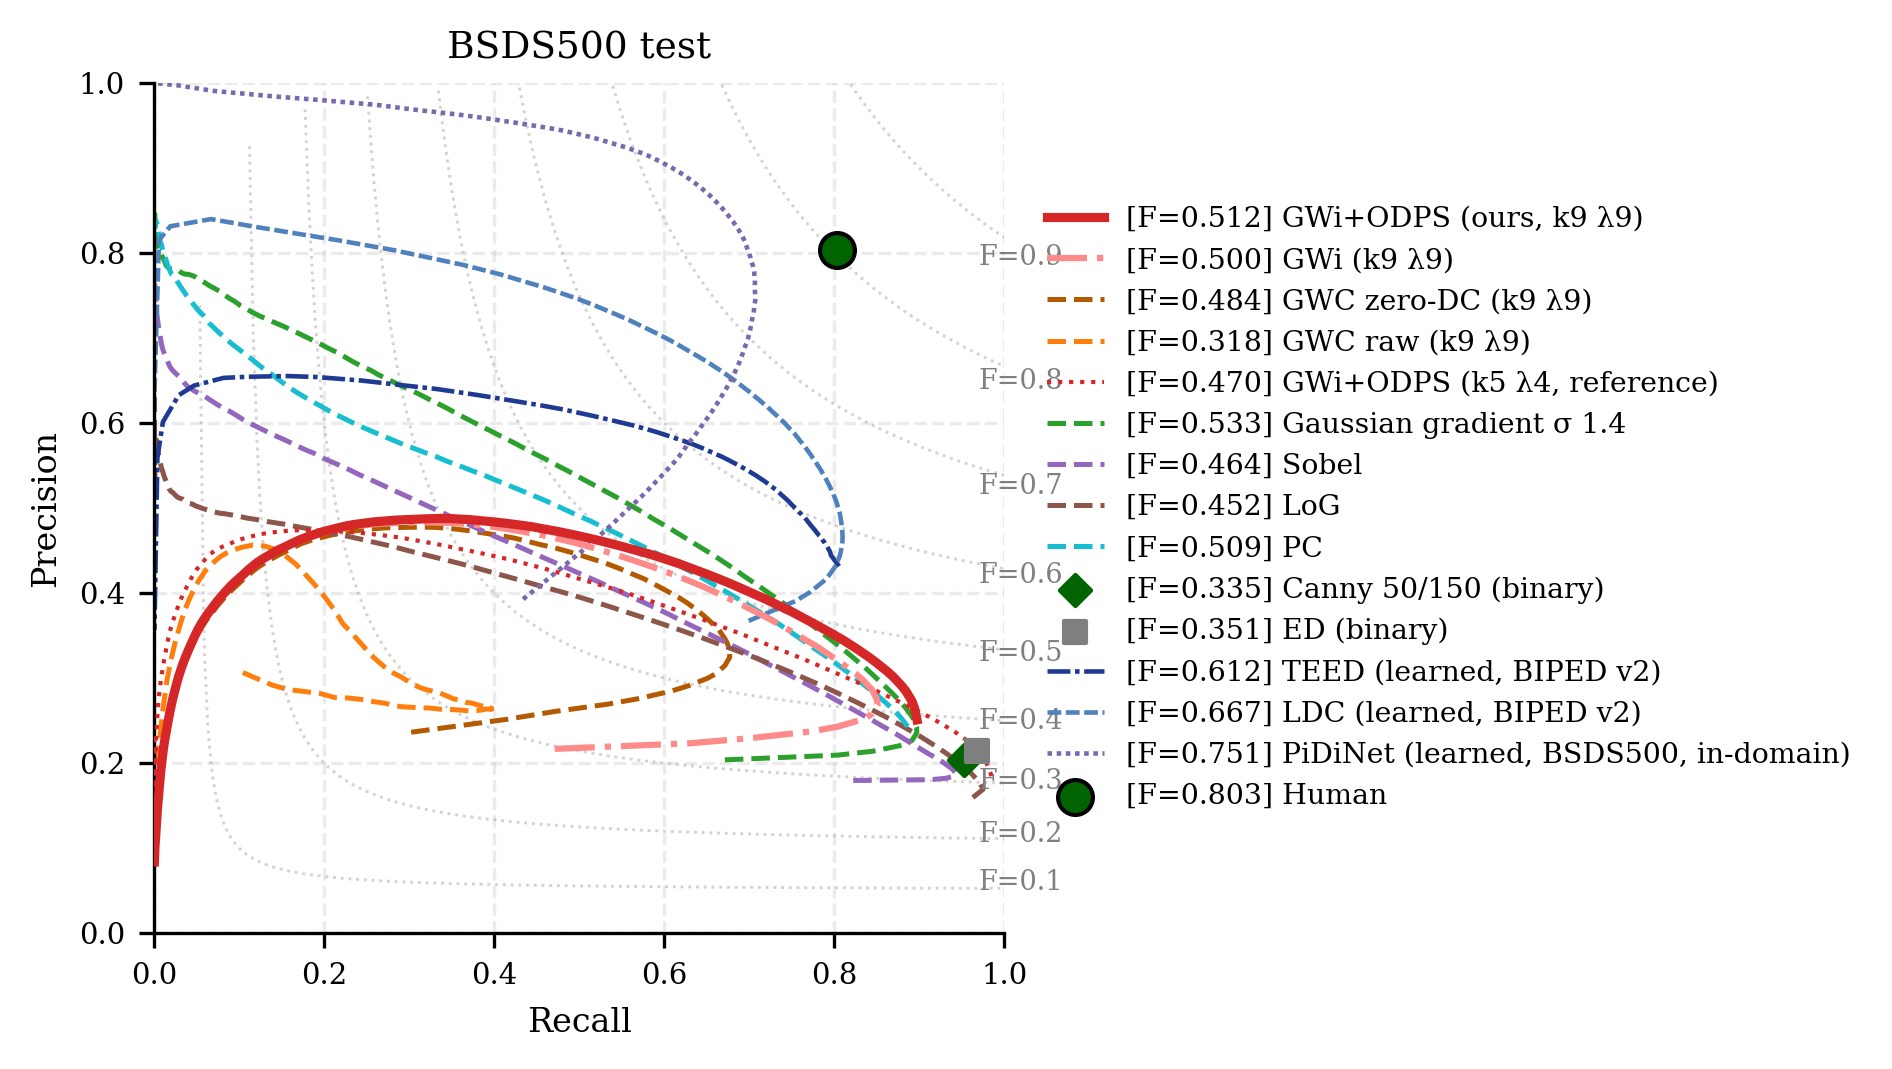 BSDS500 test
1.0
0.8
0.6
0.4
0.2
0.0
Precision
0.0 0.2 0.4 0.6 0.8 1.0
Recall
F=0.9
F=0.8
F=0.7
F=0.6
F=0.5
F=0.4
F=0.3
F=0.2
F=0.1
[F=0.512] GWi+ODPS (ours, k9 λ9)
[F=0.500] GWi (k9 λ9)
[F=0.484] GWC zero-DC (k9 λ9)
[F=0.318] GWC raw (k9 λ9)
[F=0.470] GWi+ODPS (k5 λ4, reference)
[F=0.533] Gaussian gradient σ 1.4
[F=0.464] Sobel
[F=0.452] LoG
[F=0.509] PC
[F=0.335] Canny 50/150 (binary)
[F=0.351] ED (binary)
[F=0.612] TEED (learned, BIPED v2)
[F=0.667] LDC (learned, BIPED v2)
[F=0.751] PiDiNet (learned, BSDS500, in-domain)
[F=0.803] Human